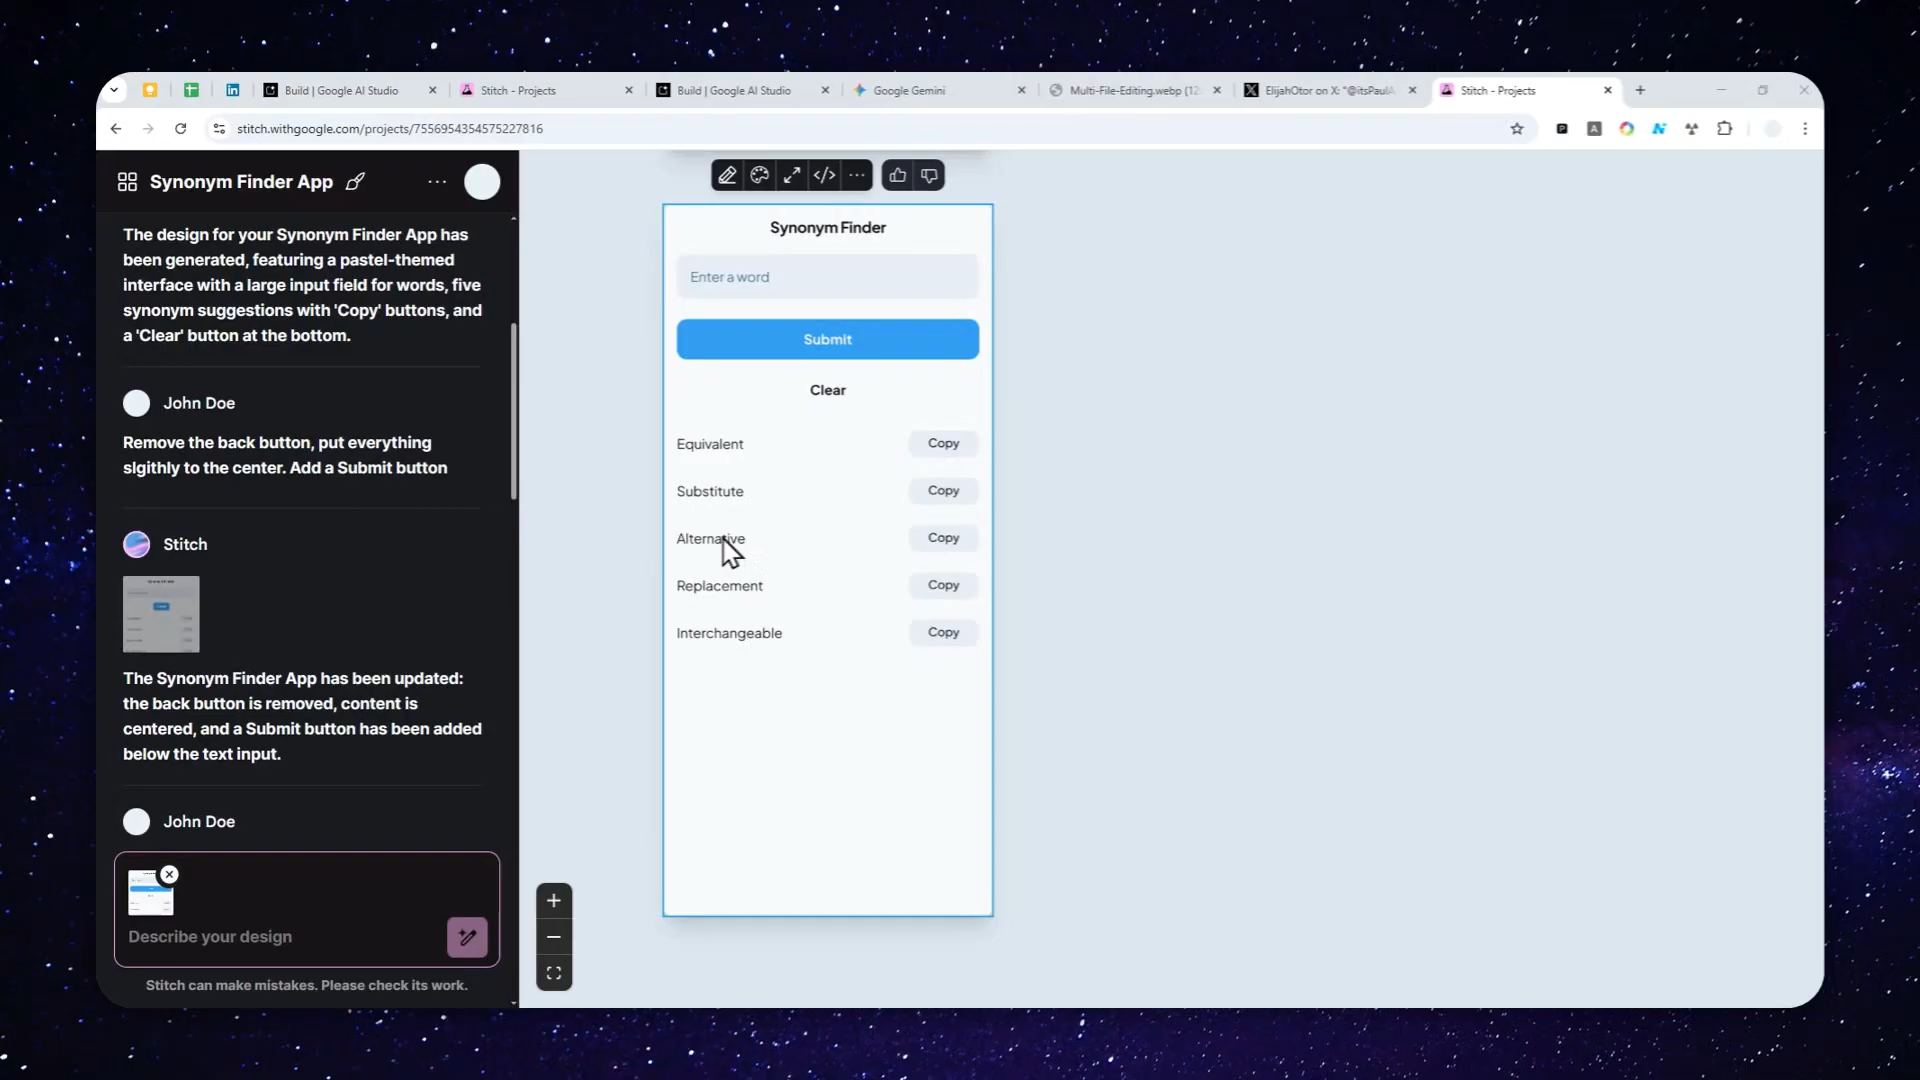 Build | Google AI Studio
Stitch - Projects
Build | Google AI Studio
Google Gemini
Multi-File-Editing.webp (12
ElijahOtor on X: "@itsPaulA
Stitch - Projects
stitch.withgoogle.com/projects/7556954354575227816
Synonym Finder App
The design for your Synonym Finder App has
been generated, featuring a pastel-themed
interface with a large input field for words, five
synonym suggestions with 'Copy' buttons, and
a 'Clear' button at the bottom.
John Doe
Remove the back button, put everything
slgithly to the center. Add a Submit button
Stitch
The Synonym Finder App has been updated:
the back button is removed, content is
centered, and a Submit button has been added
below the text input.
John Doe
Describe your design
Stitch can make mistakes. Please check its work.
Synonym Finder
Enter a word
Submit
Clear
Equivalent Copy
Substitute Copy
Alternative Copy
Replacement Copy
Interchangeable Copy